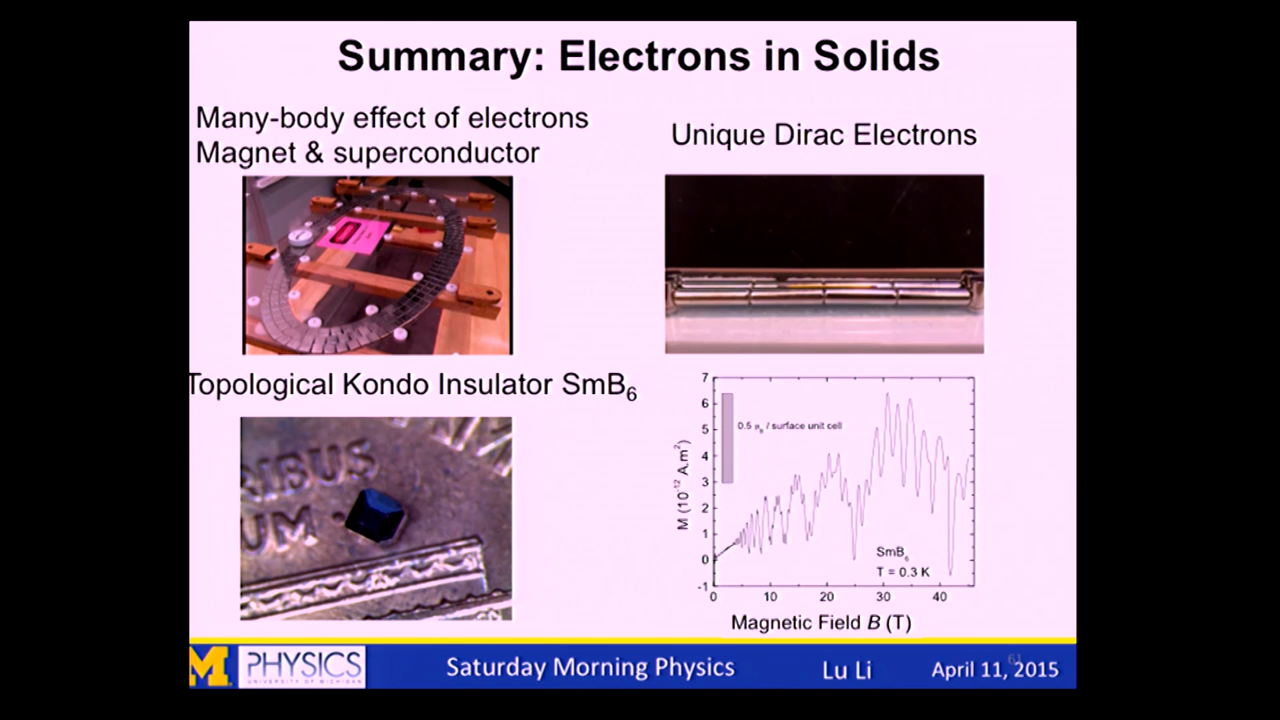 Summary: Electrons in Solids
Many-body effect of electrons
Magnet & superconductor
Unique Dirac Electrons
Topological Kondo Insulator SmB₆
RIBUS
UM
7
6
5
4
3
2
1
0
-1
M (10⁻¹² A.m²)
0.5 μ_B / surface unit cell
SmB₆
T = 0.3 K
0 10 20 30 40
Magnetic Field B (T)
M PHYSICS
UNIVERSITY OF MICHIGAN
Saturday Morning Physics
Lu Li
April 11, 2015